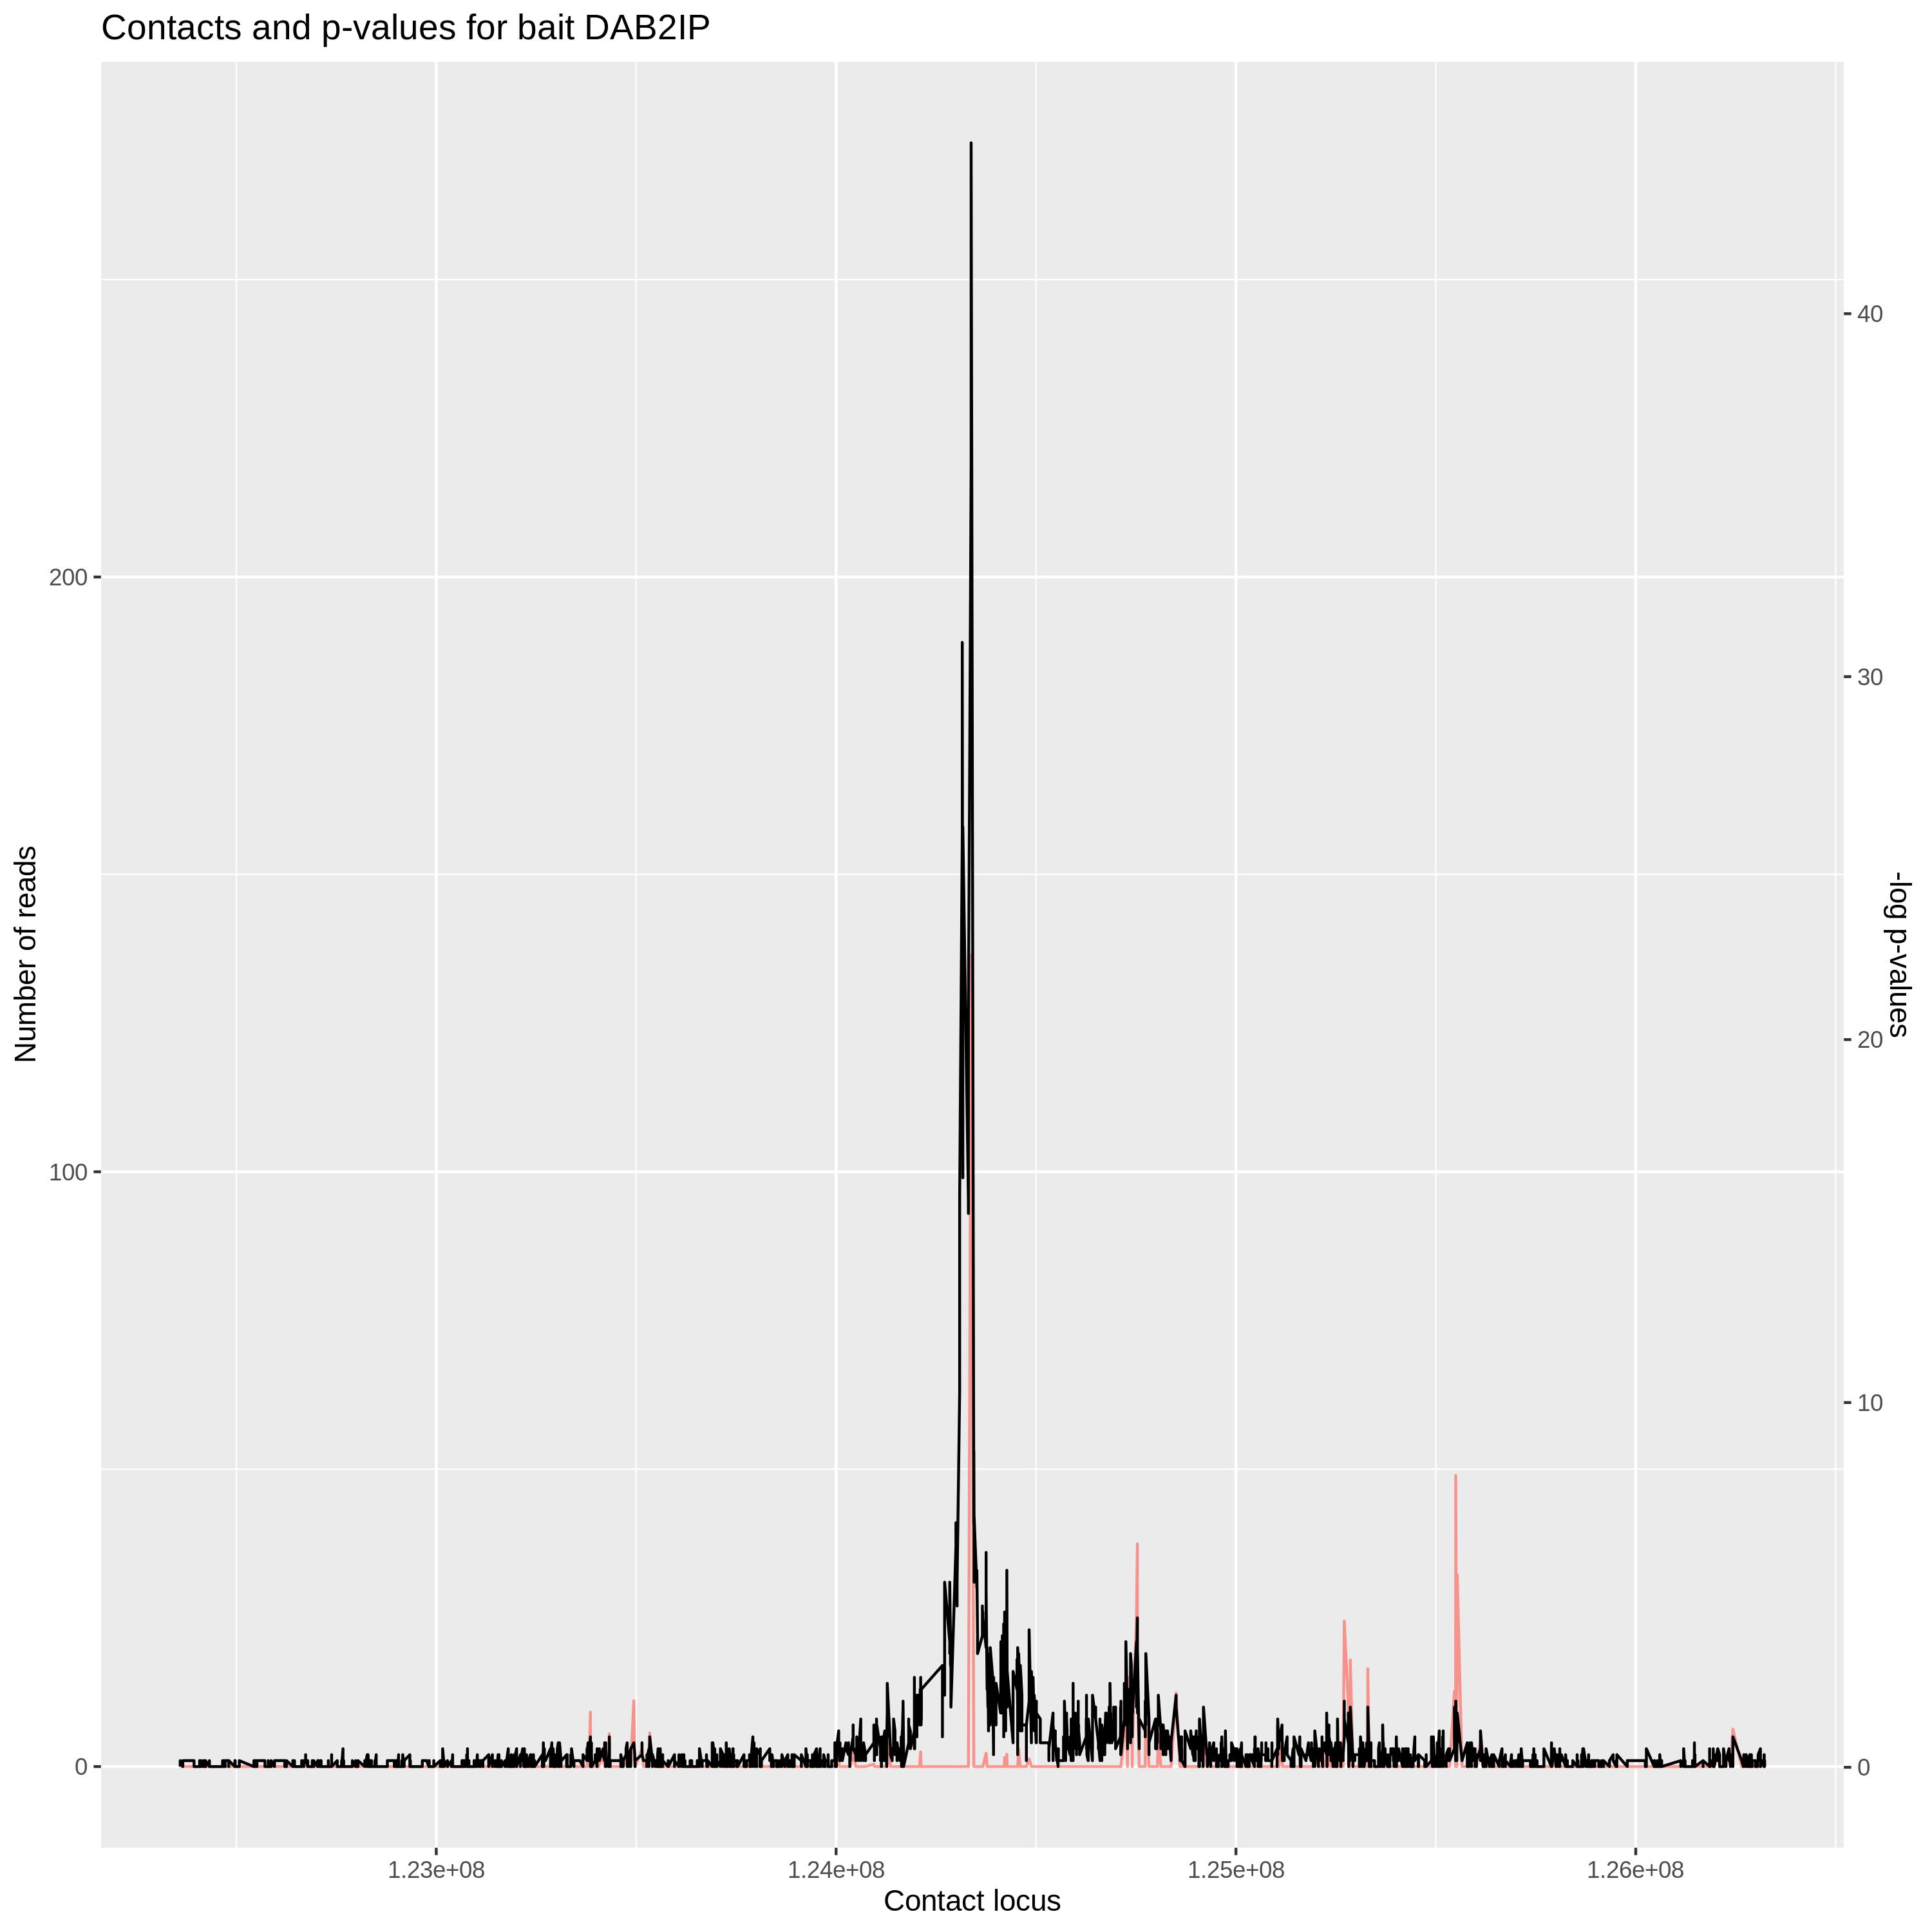 Contacts and p-values for bait DAB2IP
Number of reads
200
100
0
40
30
20
10
0
-log p-values
1.23e+08
1.24e+08
1.25e+08
1.26e+08
Contact locus